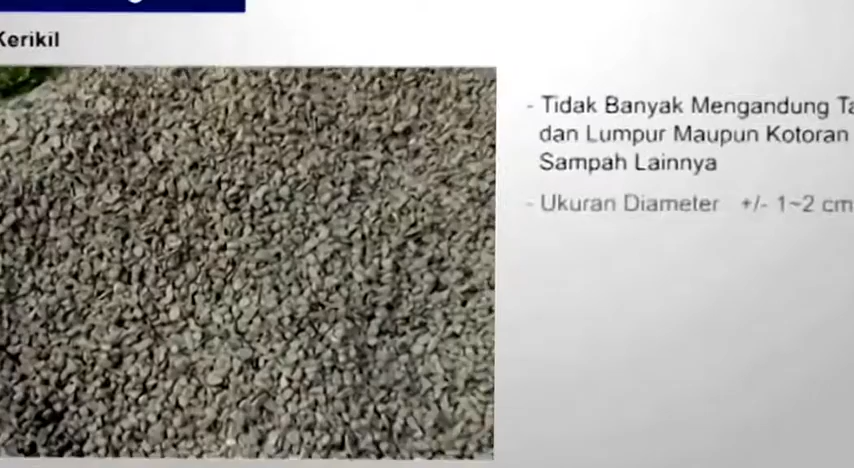 Kerikil
- Tidak Banyak Mengandung
dan Lumpur Maupun Kotoran
Sampah Lainnya
- Ukuran Diameter +/- 1~2 cm